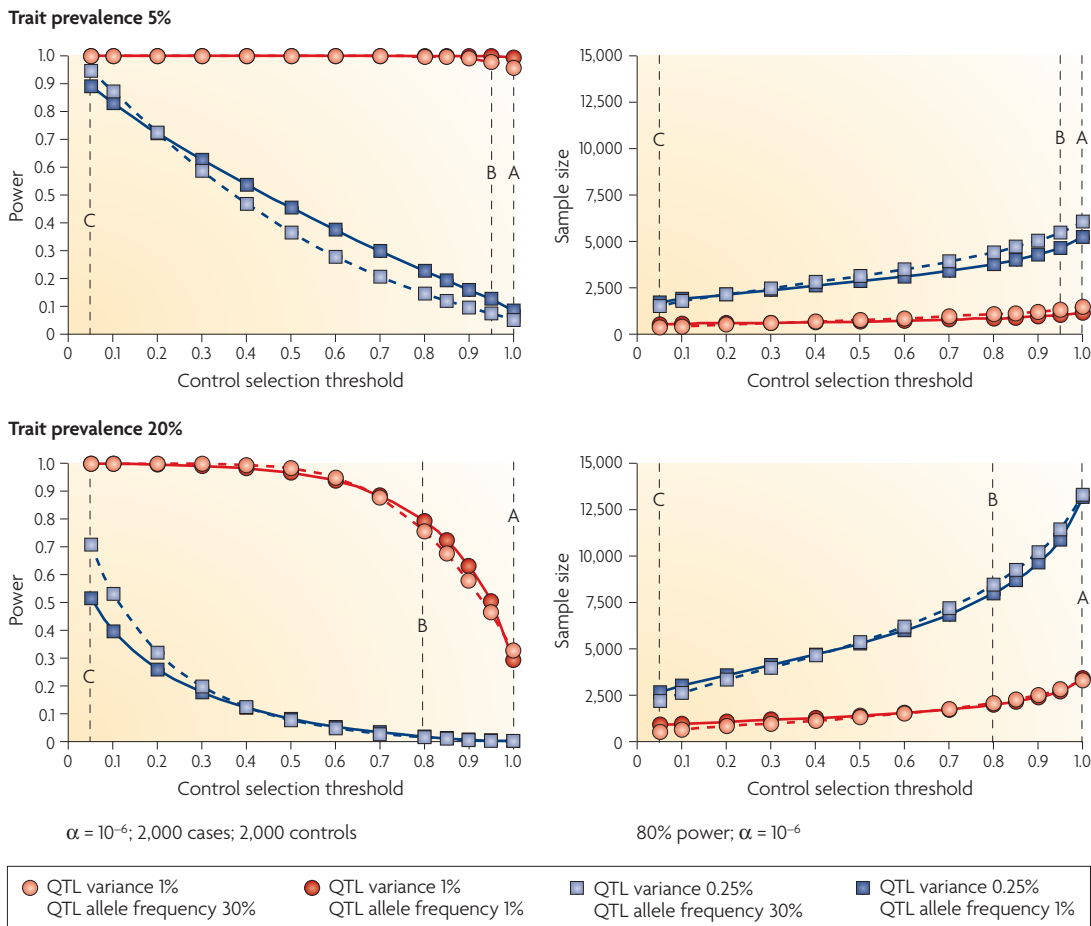 Trait prevalence 5%
1.0
0.9
0.8
0.7
0.6
0.5
0.4
0.3
0.2
0.1
0
Power
C
B
A
0 0.1 0.2 0.3 0.4 0.5 0.6 0.7 0.8 0.9 1.0
Control selection threshold
15,000
12,500
10,000
7,500
5,000
2,500
0
Sample size
C
B
A
0 0.1 0.2 0.3 0.4 0.5 0.6 0.7 0.8 0.9 1.0
Control selection threshold
Trait prevalence 20%
1.0
0.9
0.8
0.7
0.6
0.5
0.4
0.3
0.2
0.1
0.0
Power
C
B
A
0 0.1 0.2 0.3 0.4 0.5 0.6 0.7 0.8 0.9 1.0
Control selection threshold
α = 10⁻⁶; 2,000 cases; 2,000 controls
15,000
12,500
10,000
7,500
5,000
2,500
0
Sample size
C
B
A
0 0.1 0.2 0.3 0.4 0.5 0.6 0.7 0.8 0.9 1.0
Control selection threshold
80% power; α = 10⁻⁶
QTL variance 1%
QTL allele frequency 30%
QTL variance 1%
QTL allele frequency 1%
QTL variance 0.25%
QTL allele frequency 30%
QTL variance 0.25%
QTL allele frequency 1%